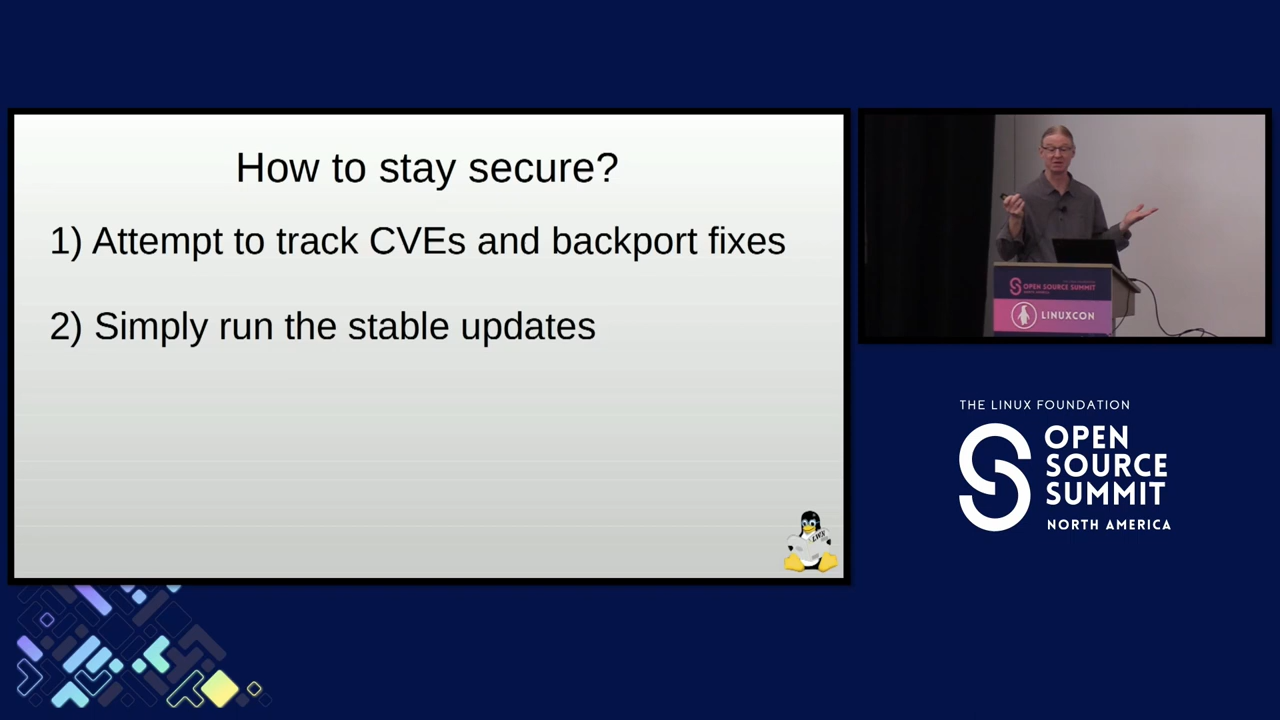 How to stay secure?
1) Attempt to track CVEs and backport fixes
2) Simply run the stable updates
LWN
OPEN SOURCE SUMMIT
LINUXCON
THE LINUX FOUNDATION
OPEN
SOURCE
SUMMIT
NORTH AMERICA